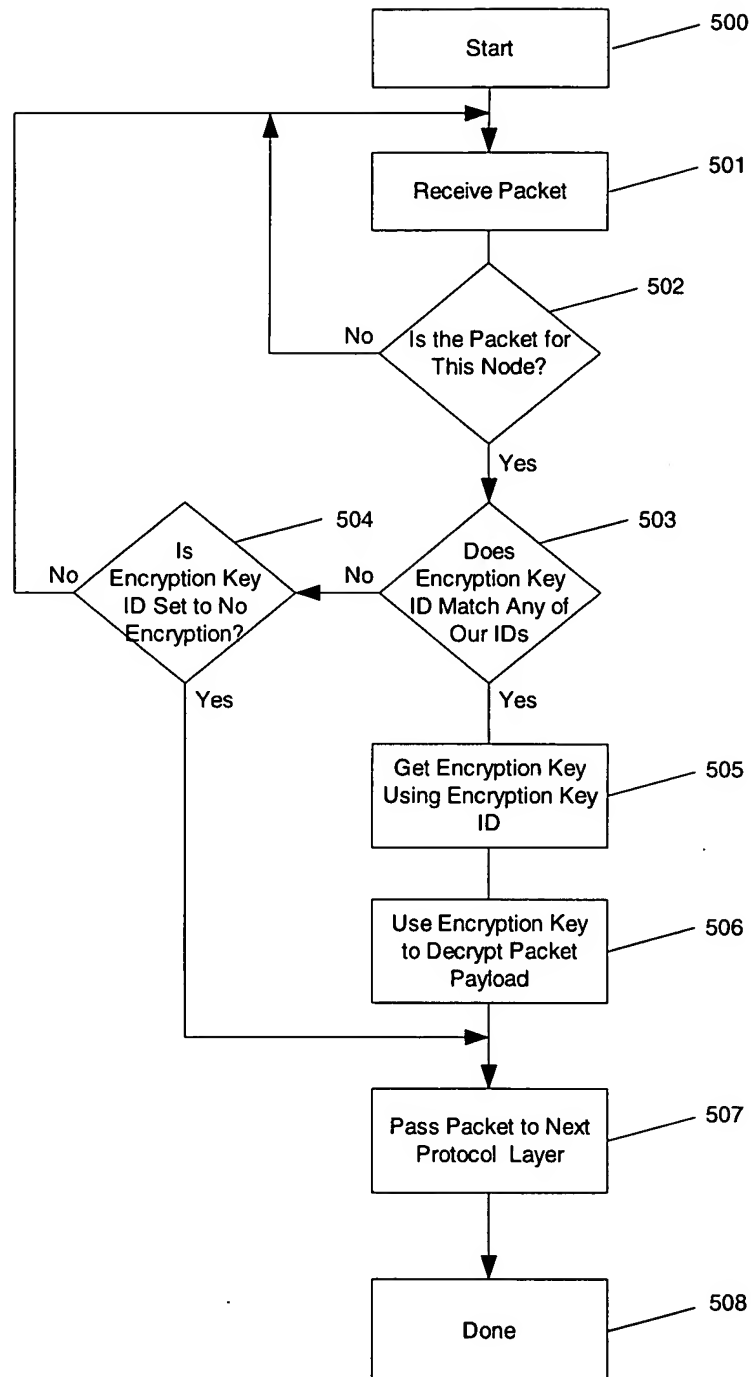 Start
500
Receive Packet
501
Is the Packet for
This Node?
502
No
Yes
Does
Encryption Key
ID Match Any of
Our IDs
503
No
Yes
Is
Encryption Key
ID Set to No
Encryption?
504
No
Yes
Get Encryption Key
Using Encryption Key
ID
505
Use Encryption Key
to Decrypt Packet
Payload
506
Pass Packet to Next
Protocol Layer
507
Done
508